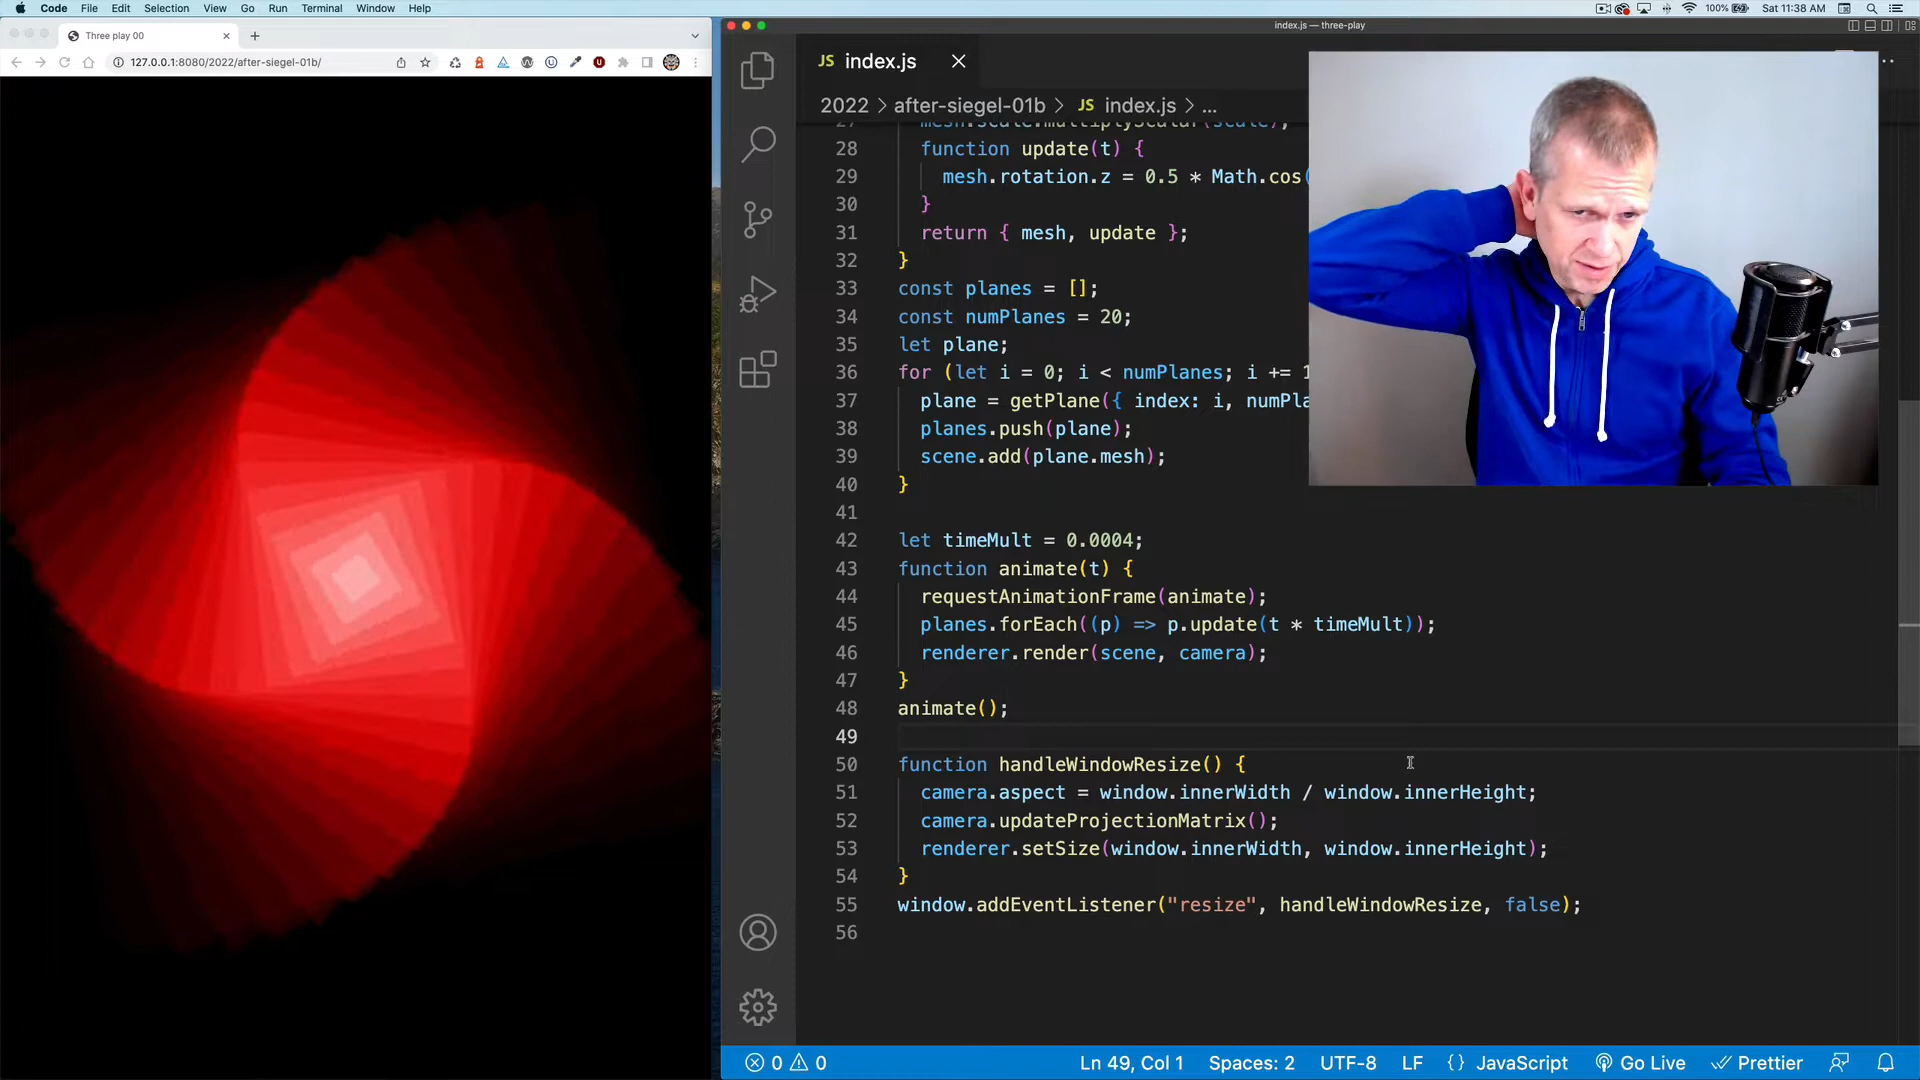 Code File Edit Selection View Go Run Terminal Window Help
100% Sat 11:38 AM
Three play 00
127.0.0.1:8080/2022/after-siegel-01b/
index.js — three-play
JS index.js
2022 > after-siegel-01b > JS index.js > ...
27 mesh.scale.multiplyScalar(scale);
28 function update(t) {
29 mesh.rotation.z = 0.5 * Math.cos(
30 }
31 return { mesh, update };
32 }
33 const planes = [];
34 const numPlanes = 20;
35 let plane;
36 for (let i = 0; i < numPlanes; i += 1
37 plane = getPlane({ index: i, numPla
38 planes.push(plane);
39 scene.add(plane.mesh);
40 }
41
42 let timeMult = 0.0004;
43 function animate(t) {
44 requestAnimationFrame(animate);
45 planes.forEach((p) => p.update(t * timeMult));
46 renderer.render(scene, camera);
47 }
48 animate();
49
50 function handleWindowResize() {
51 camera.aspect = window.innerWidth / window.innerHeight;
52 camera.updateProjectionMatrix();
53 renderer.setSize(window.innerWidth, window.innerHeight);
54 }
55 window.addEventListener("resize", handleWindowResize, false);
56
0 0 Ln 49, Col 1 Spaces: 2 UTF-8 LF {} JavaScript Go Live Prettier